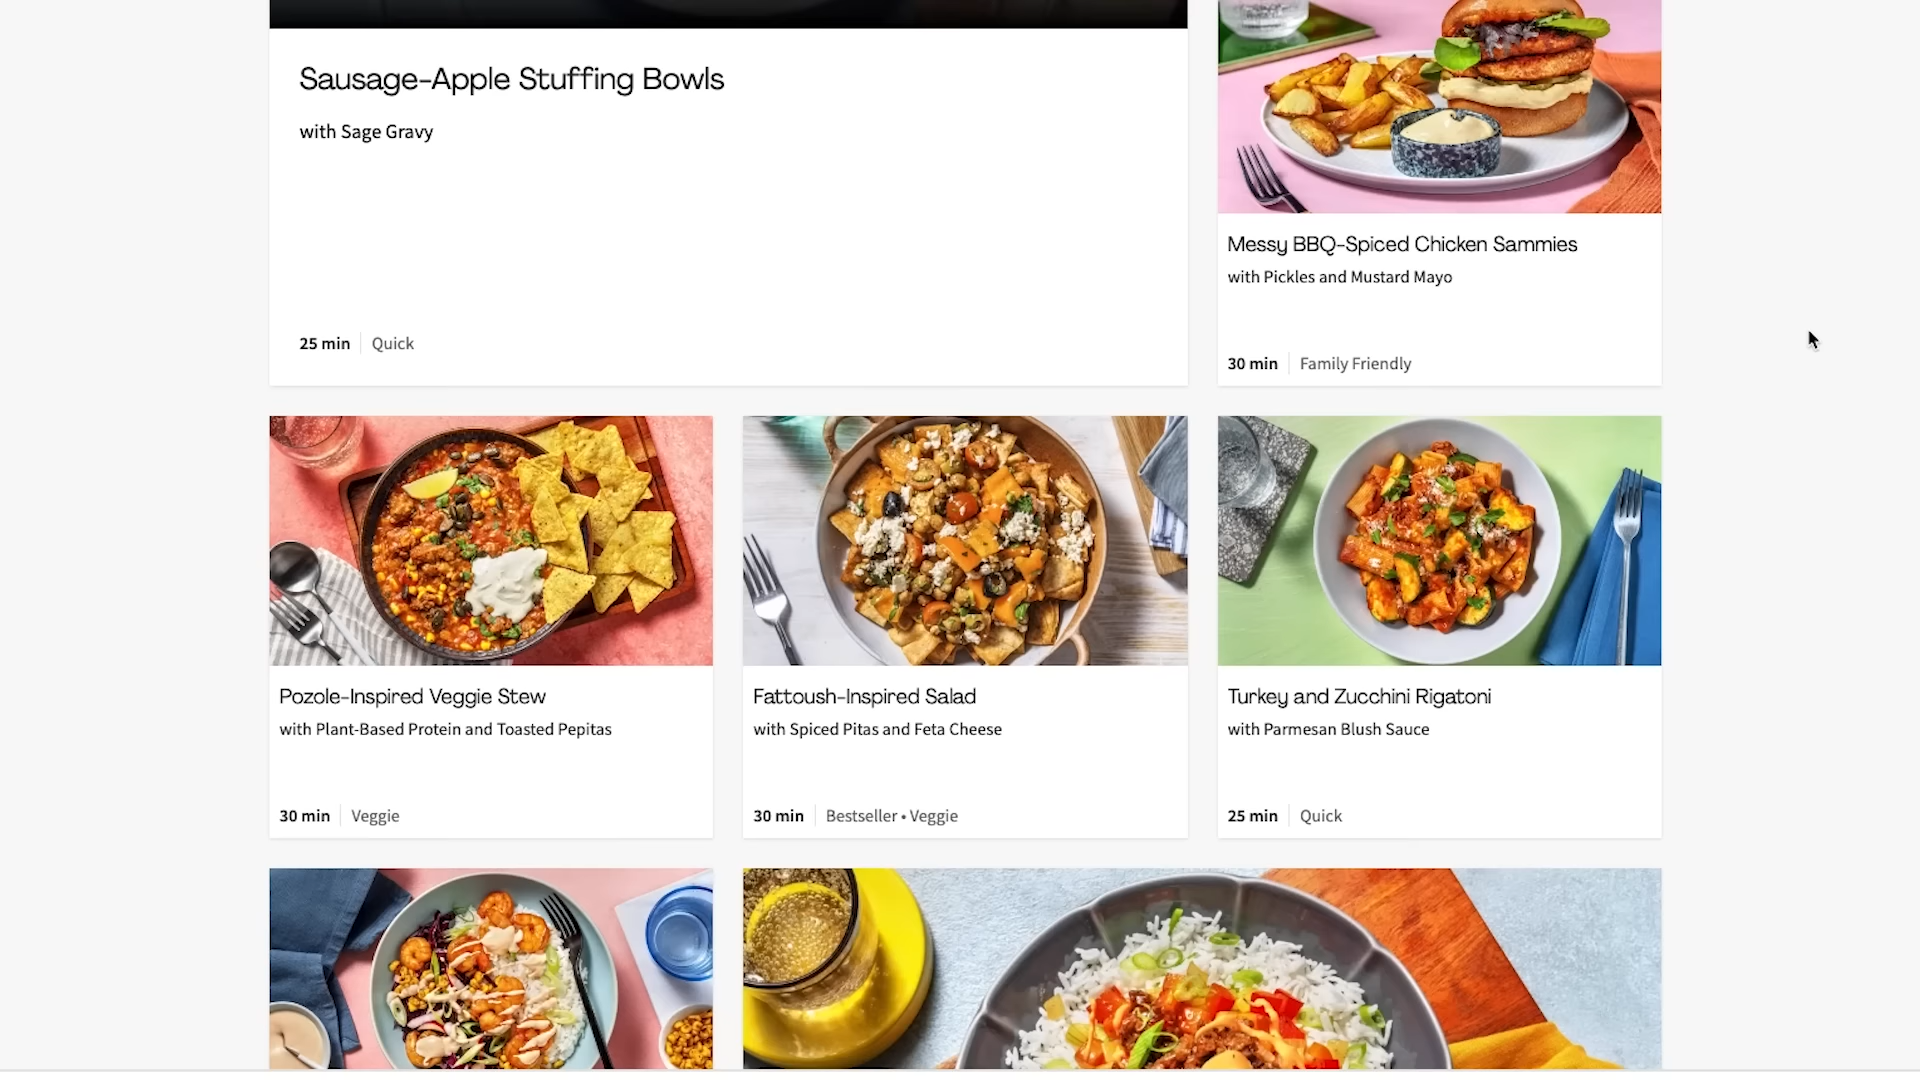 Sausage-Apple Stuffing Bowls
with Sage Gravy
25 min
Quick
Messy BBQ-Spiced Chicken Sammies
with Pickles and Mustard Mayo
30 min
Family Friendly
Pozole-Inspired Veggie Stew
with Plant-Based Protein and Toasted Pepitas
30 min
Veggie
Fattoush-Inspired Salad
with Spiced Pitas and Feta Cheese
30 min
Bestseller • Veggie
Turkey and Zucchini Rigatoni
with Parmesan Blush Sauce
25 min
Quick